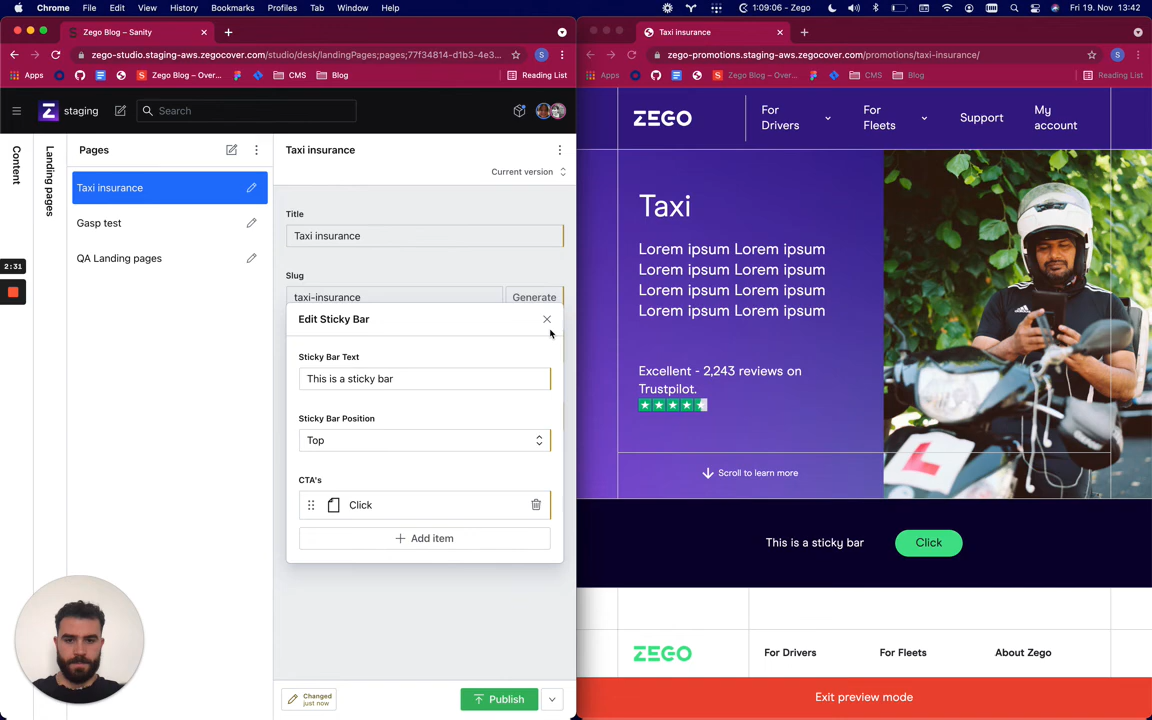 Chrome File Edit View History Bookmarks Profiles Tab Window Help
1:09:06 - Zego
Fri 19. Nov 13:42
Zego Blog – Sanity
zego-studio.staging-aws.zegocover.com/studio/desk/landingPages;pages;77f34814-d1b3-4e3...
S
Apps
Zego Blog – Over...
CMS
Blog
Reading List
staging
Search
Content
Landing pages
Pages
Taxi insurance
Gasp test
QA Landing pages
2:31
Taxi insurance
Current version
Title
Taxi insurance
Slug
taxi-insurance
Generate
Edit Sticky Bar
Sticky Bar Text
This is a sticky bar
Sticky Bar Position
Top
CTA's
Click
Add item
Changed
just now
Publish
Taxi insurance
zego-promotions.staging-aws.zegocover.com/promotions/taxi-insurance/
S
Apps
Zego Blog – Over...
CMS
Blog
Reading List
ZEGO
For
Drivers
For
Fleets
Support
My
account
Taxi
Lorem ipsum Lorem ipsum
Lorem ipsum Lorem ipsum
Lorem ipsum Lorem ipsum
Lorem ipsum Lorem ipsum
Excellent - 2,243 reviews on
Trustpilot.
Scroll to learn more
L
This is a sticky bar
Click
ZEGO
For Drivers
For Fleets
About Zego
Exit preview mode